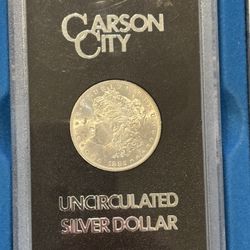 CARSON
CITY
UNCIRCULATED
SILVER DOLLAR